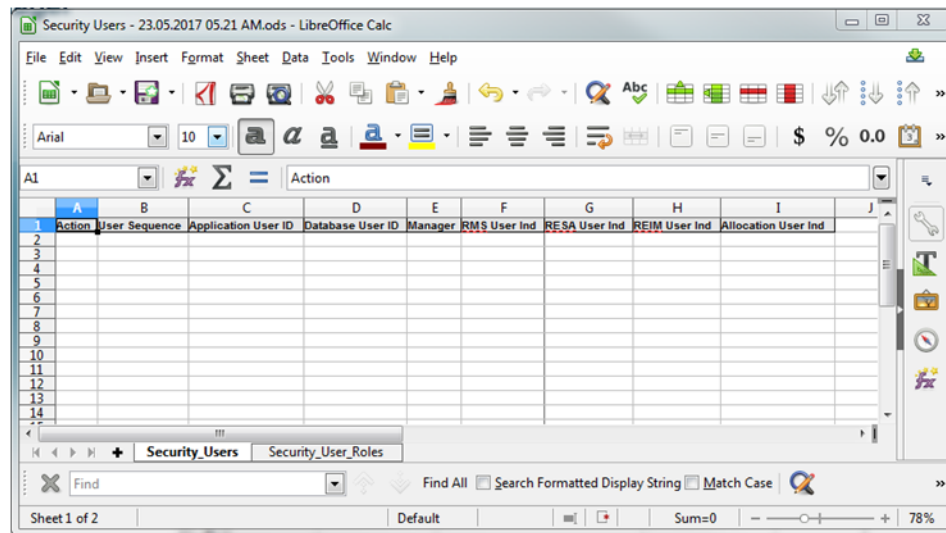 Security Users - 23.05.2017 05.21 AM.ods - LibreOffice Calc
File Edit View Insert Format Sheet Data Tools Window Help
Abc
Arial 10 a a a a $ % 0.0
A1 Action
A B C D E F G H I J
1 Action User Sequence Application User ID Database User ID Manager RMS User Ind RESA User Ind REIM User Ind Allocation User Ind
2
3
4
5
6
7
8
9
10
11
12
13
14
Security_Users Security_User_Roles
Find Find All Search Formatted Display String Match Case
Sheet 1 of 2 Default Sum=0 78%